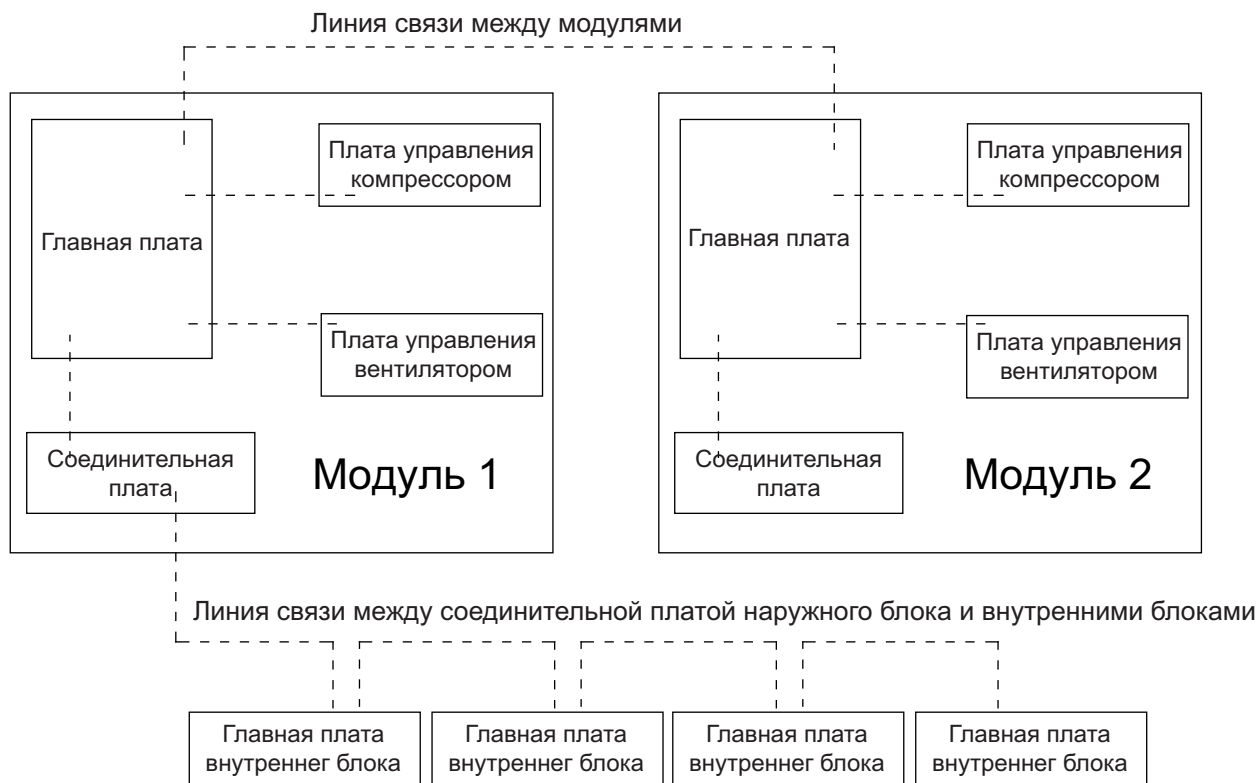 Линия связи между модулями
Плата управления
компрессором
Главная плата
Плата управления
вентилятором
Соединительная
плата
Модуль 1
Плата управления
компрессором
Главная плата
Плата управления
вентилятором
Соединительная
плата
Модуль 2
Линия связи между соединительной платой наружного блока и внутренними блоками
Главная плата
внутреннег блока
Главная плата
внутреннег блока
Главная плата
внутреннег блока
Главная плата
внутреннег блока